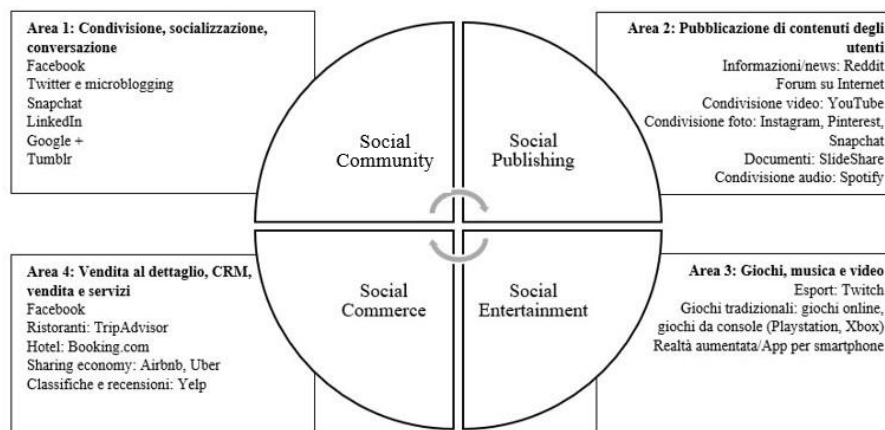 Area 1: Condivisione, socializzazione,
conversazione
Facebook
Twitter e microblogging
Snapchat
LinkedIn
Google +
Tumblr
Area 2: Pubblicazione di contenuti degli
utenti
Informazioni/news: Reddit
Forum su Internet
Condivisione video: YouTube
Condivisione foto: Instagram, Pinterest,
Snapchat
Documenti: SlideShare
Condivisione audio: Spotify
Social
Community
Social
Publishing
Social
Commerce
Social
Entertainment
Area 4: Vendita al dettaglio, CRM,
vendita e servizi
Facebook
Ristoranti: TripAdvisor
Hotel: Booking.com
Sharing economy: Airbnb, Uber
Classifiche e recensioni: Yelp
Area 3: Giochi, musica e video
Esport: Twitch
Giochi tradizionali: giochi online,
giochi da console (Playstation, Xbox)
Realtà aumentata/App per smartphone